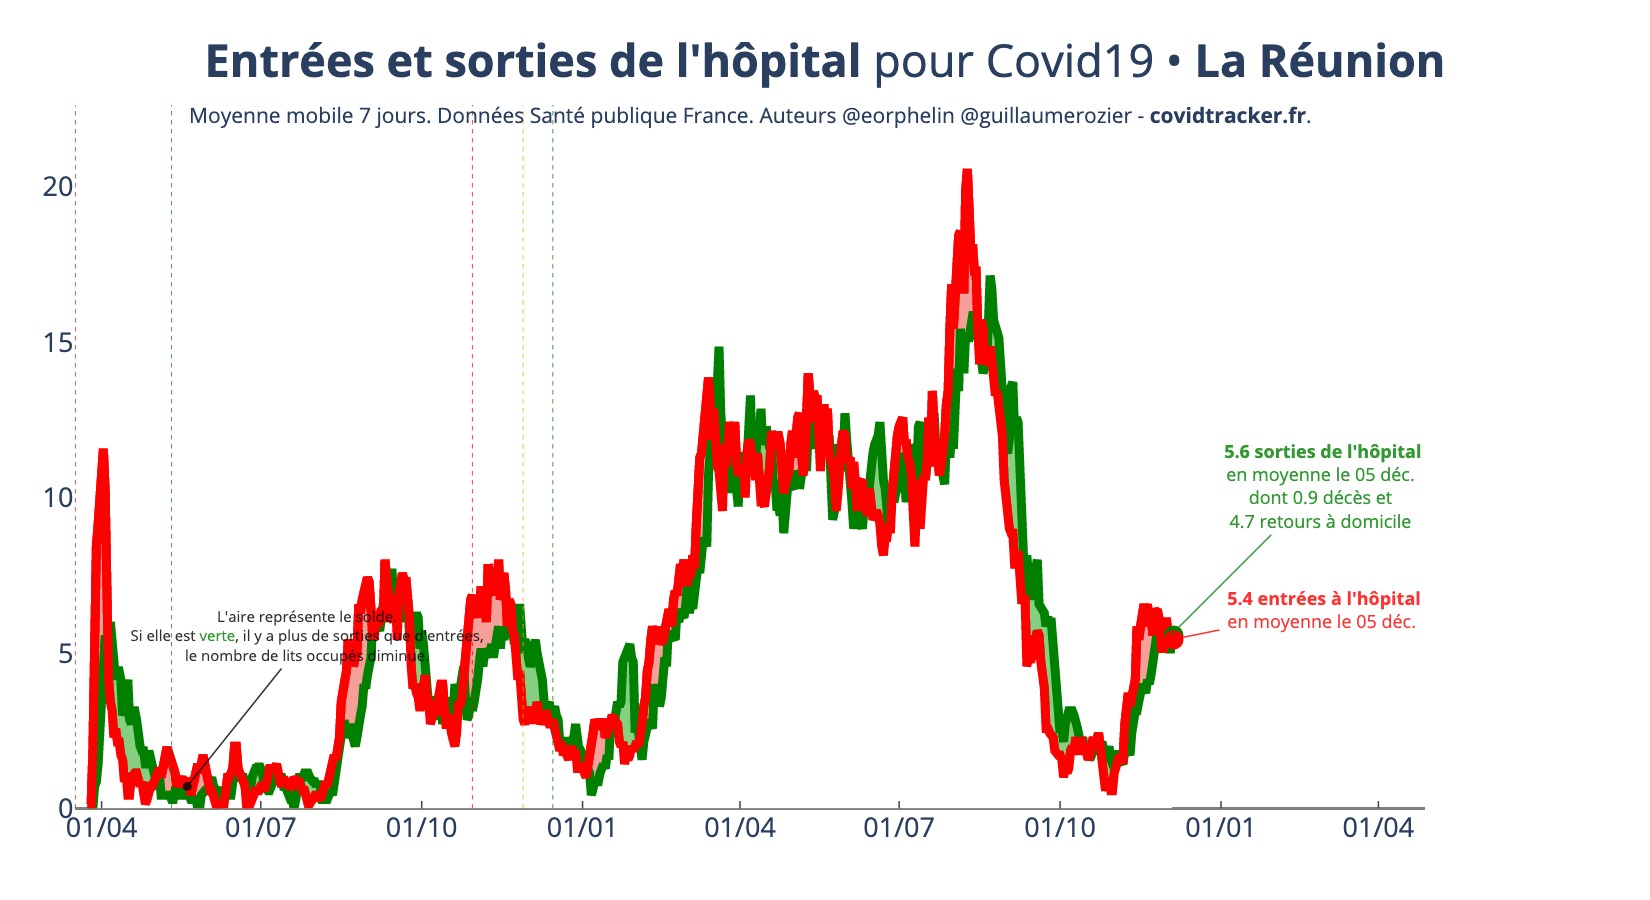 Entrées et sorties de l'hôpital pour Covid19 • La Réunion
Moyenne mobile 7 jours. Données Santé publique France. Auteurs @eorphelin @guillaumerozier - covidtracker.fr.
20
15
10
5
0
5.6 sorties de l'hôpital
en moyenne le 05 déc.
dont 0.9 décès et
4.7 retours à domicile
5.4 entrées à l'hôpital
en moyenne le 05 déc.
L'aire représente le solde.
Si elle est verte, il y a plus de sorties que d'entrées,
le nombre de lits occupés diminue.
01/04 01/07 01/10 01/01 01/04 01/07 01/10 01/01 01/04